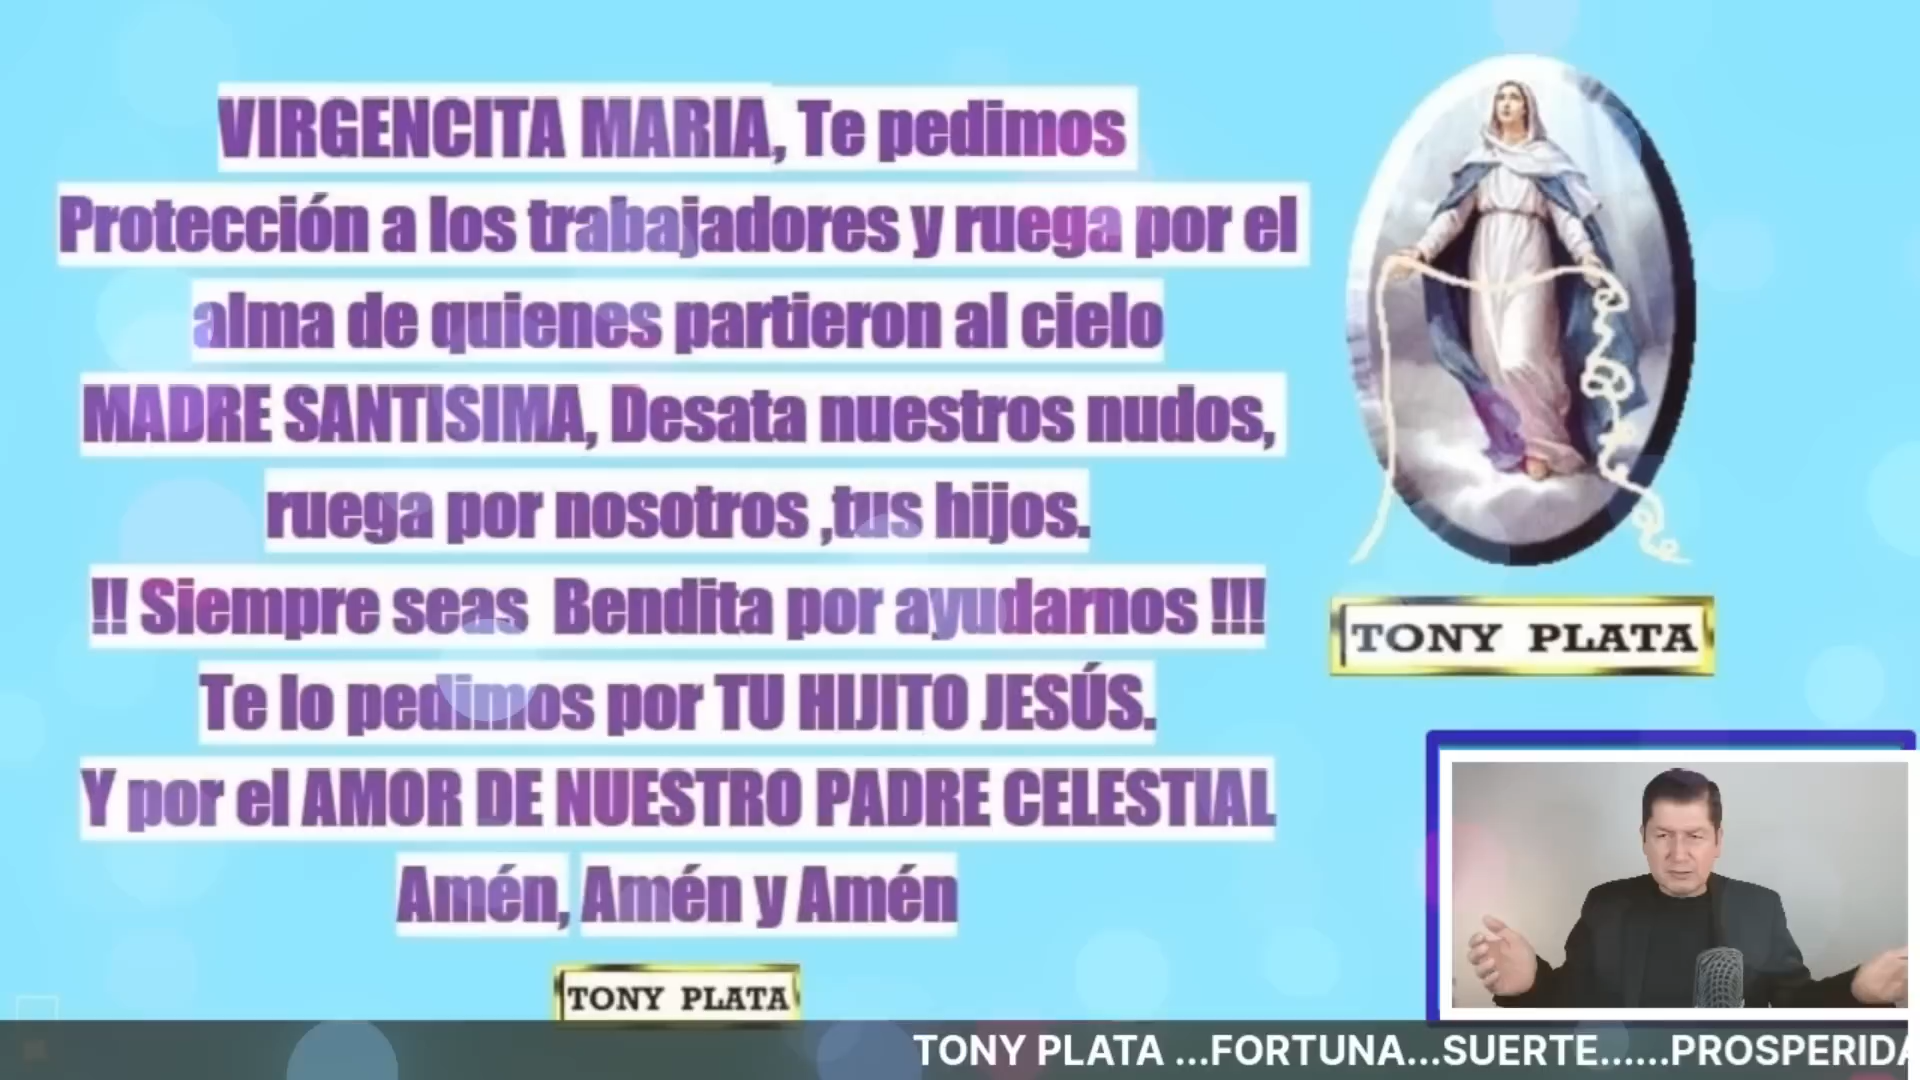 VIRGENCITA MARIA, Te pedimos
Protección a los trabajadores y ruega por el
alma de quienes partieron al cielo
MADRE SANTISIMA, Desata nuestros nudos,
ruega por nosotros ,tus hijos.
!! Siempre seas Bendita por ayudarnos !!!
Te lo pedimos por TU HIJITO JESÚS.
Y por el AMOR DE NUESTRO PADRE CELESTIAL
Amén, Amén y Amén
TONY PLATA
TONY PLATA
TONY PLATA ...FORTUNA...SUERTE......PROSPERIDA